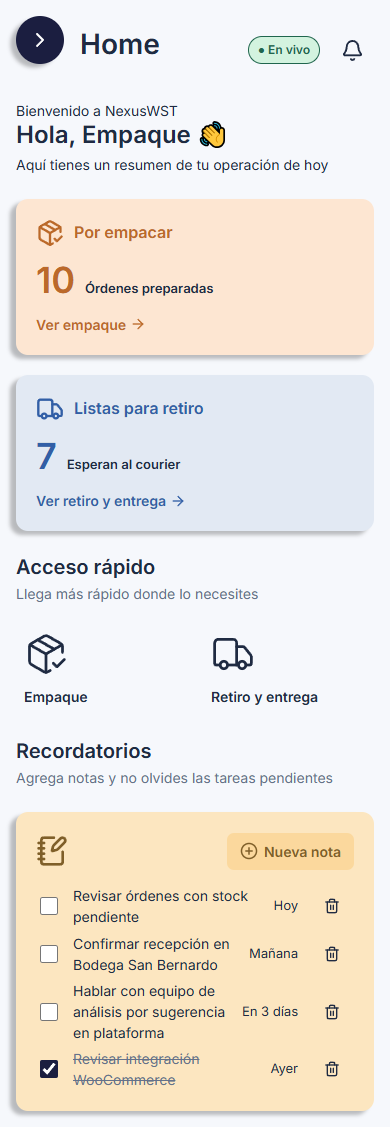 Home
• En vivo
Bienvenido a NexusWST
Hola, Empaque 👋
Aquí tienes un resumen de tu operación de hoy
Por empacar
10 Órdenes preparadas
Ver empaque →
Listas para retiro
7 Esperan al courier
Ver retiro y entrega →
Acceso rápido
Llega más rápido donde lo necesites
Empaque
Retiro y entrega
Recordatorios
Agrega notas y no olvides las tareas pendientes
Nueva nota
Revisar órdenes con stock
pendiente
Hoy
Confirmar recepción en
Bodega San Bernardo
Mañana
Hablar con equipo de
análisis por sugerencia
en plataforma
En 3 días
Revisar integración
WooCommerce
Ayer